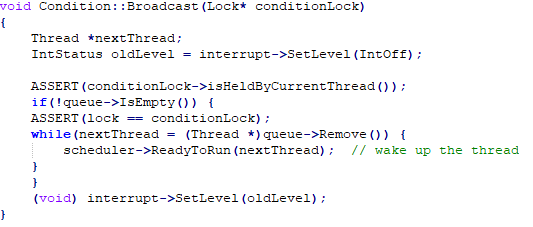 void Condition::Broadcast(Lock* conditionLock)
{
    Thread *nextThread;
    IntStatus oldLevel = interrupt->SetLevel(IntOff);

    ASSERT(conditionLock->isHeldByCurrentThread());
    if(!queue->IsEmpty()) {
    ASSERT(lock == conditionLock);
    while(nextThread = (Thread *)queue->Remove()) {
        scheduler->ReadyToRun(nextThread);  // wake up the thread
    }
    }
    (void) interrupt->SetLevel(oldLevel);
}